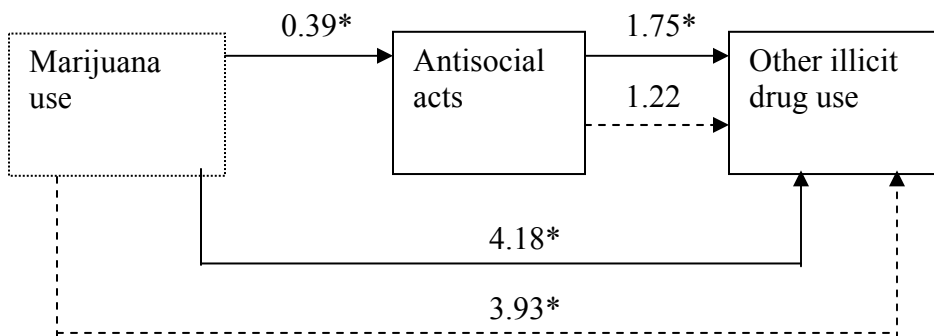 0.39*
1.75*
Marijuana
use
Antisocial
acts
Other illicit
drug use
1.22
4.18*
3.93*